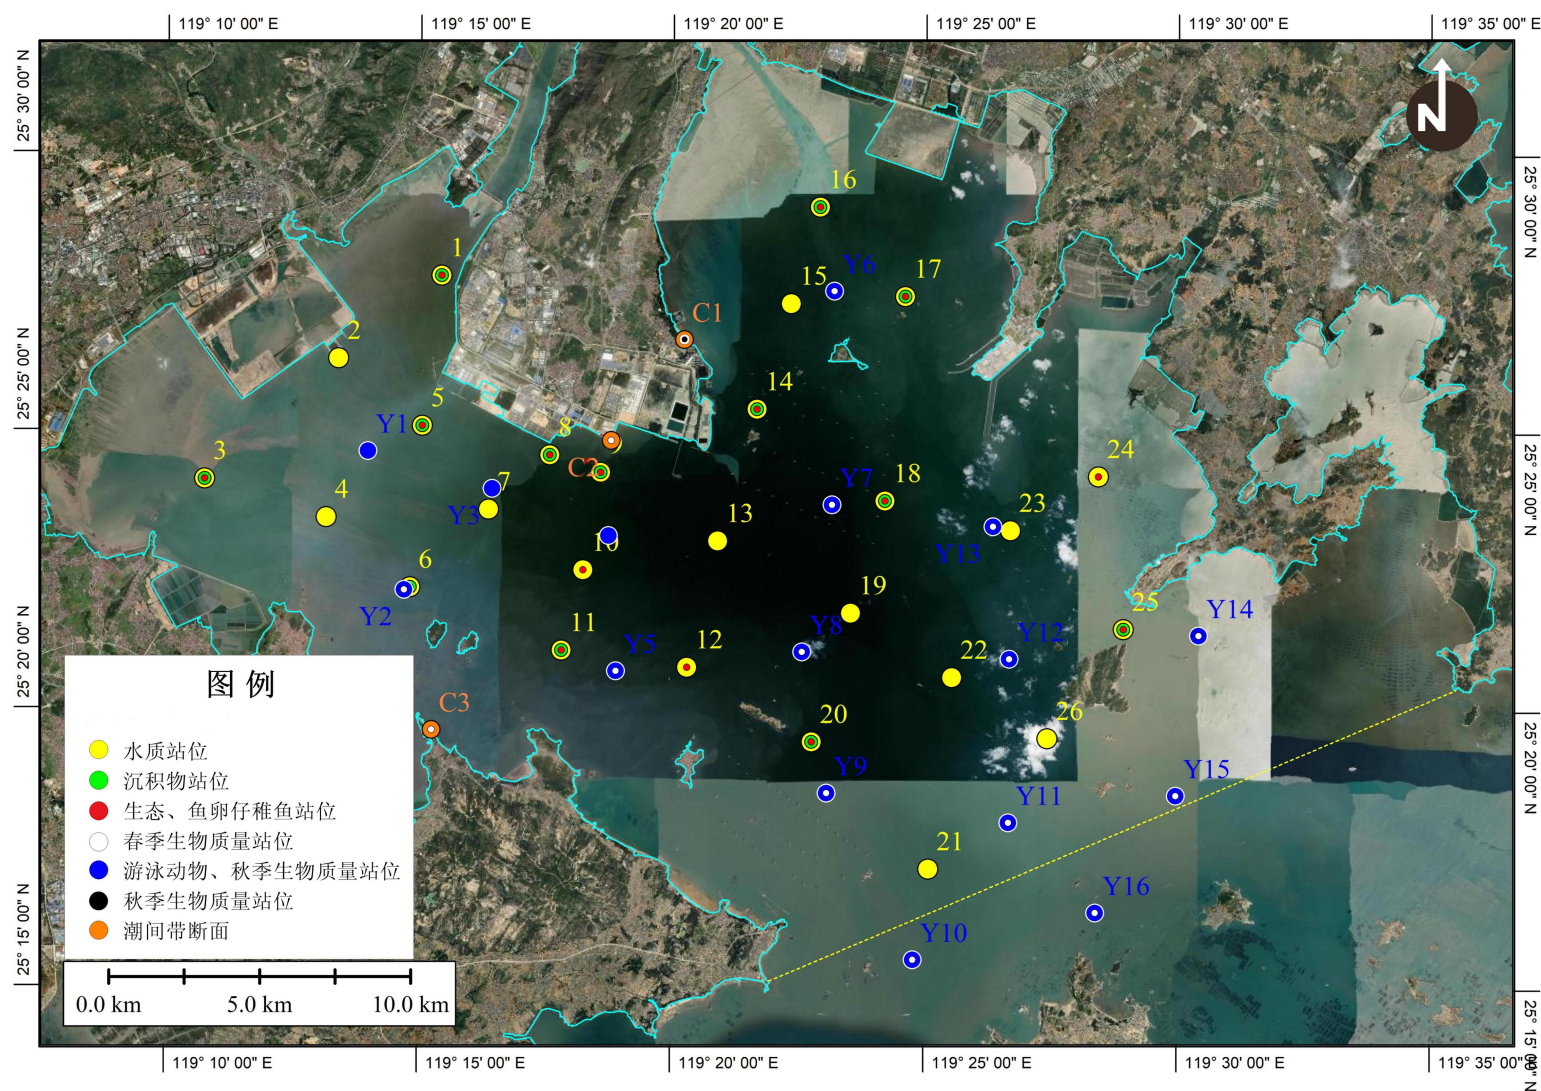 119° 10' 00" E
119° 15' 00" E
119° 20' 00" E
119° 25' 00" E
119° 30' 00" E
119° 35' 00" E
25° 30' 00" N
25° 25' 00" N
25° 20' 00" N
25° 15' 00" N
N
16
1
Y6
17
15
C1
2
14
Y1
5
8
9
3
C2
24
Y7
18
4
7
Y3
13
23
Y13
10
6
Y2
19
Y14
25
11
Y8
Y5
12
Y12
22
C3
20
26
Y9
Y15
Y11
21
Y16
Y10
图例
水质站位
沉积物站位
生态、鱼卵仔稚鱼站位
春季生物质量站位
游泳动物、秋季生物质量站位
秋季生物质量站位
潮间带断面
0.0 km
5.0 km
10.0 km
25° 30' 00" N
25° 25' 00" N
25° 20' 00" N
25° 15' 00" N
119° 10' 00" E
119° 15' 00" E
119° 20' 00" E
119° 25' 00" E
119° 30' 00" E
119° 35' 00" E